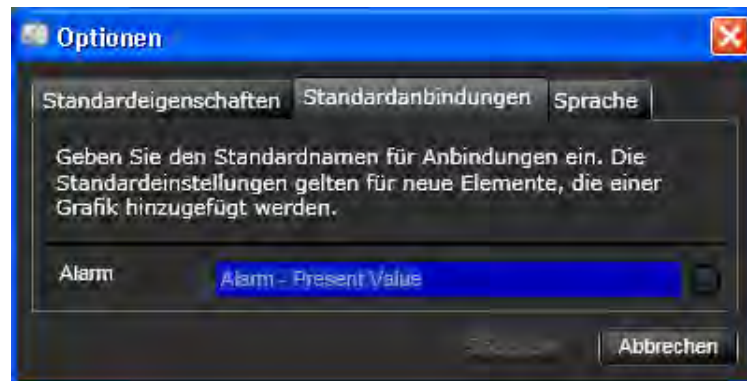 Optionen
Standardeigenschaften Standardanbindungen Sprache
Geben Sie den Standardnamen für Anbindungen ein. Die
Standardeinstellungen gelten für neue Elemente, die einer
Grafik hinzugefügt werden.
Alarm Alarm - Present Value
Abbrechen